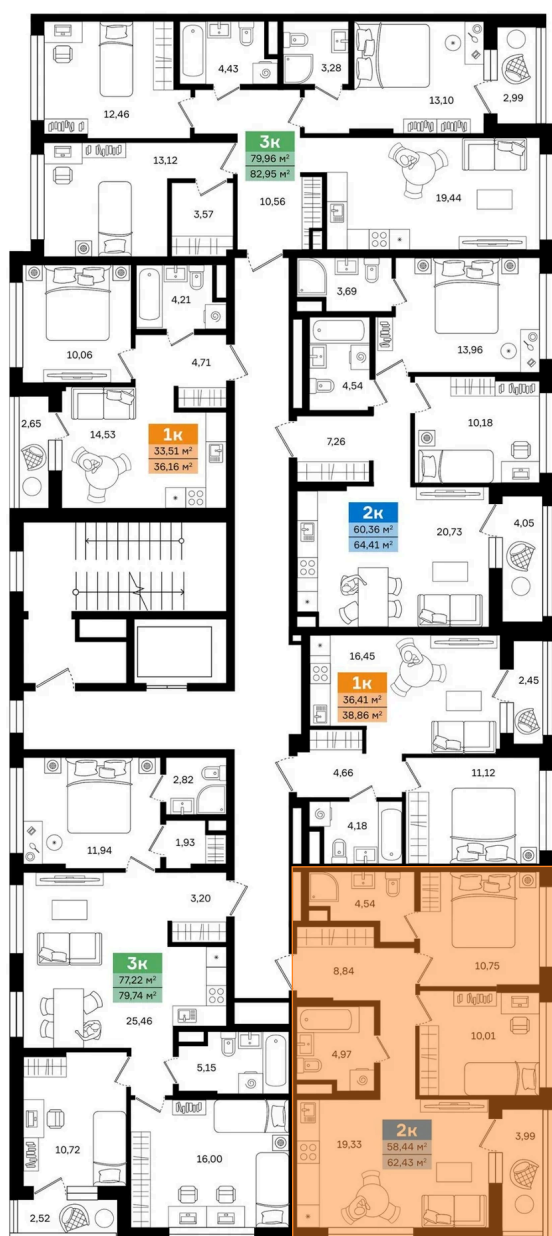 4,43
3,28
12,46
13,10
2,99
3к
79,96 м²
82,95 м²
13,12
3,57
10,56
19,44
4,21
3,69
10,06
4,71
13,96
4,54
2,65
14,53
1к
33,51 м²
36,16 м²
10,18
7,26
2к
60,36 м²
64,41 м²
20,73
4,05
16,45
1к
36,41 м²
38,86 м²
2,45
2,82
4,66
11,12
11,94
1,93
4,18
3,20
4,54
3к
77,22 м²
79,74 м²
25,46
8,84
10,75
5,15
4,97
10,01
10,72
16,00
19,33
2к
58,44 м²
62,43 м²
3,99
2,52